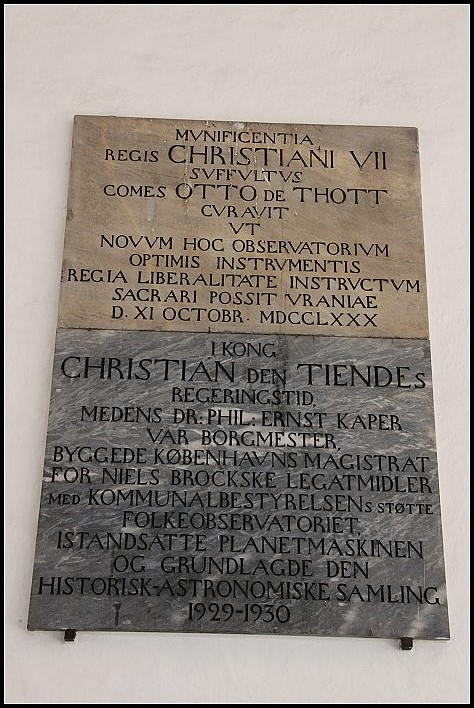 MVNIFICENTIA
REGIS CHRISTIANI VII
SVFFVLTVS
COMES OTTO DE THOTT
CVRAVIT
VT
NOVVM HOC OBSERVATORIVM
OPTIMIS INSTRVMENTIS
REGIA LIBERALITATE INSTRVCTVM
SACRARI POSSIT VRANIAE
D. XI OCTOBR. MDCCLXXX
I KONG
CHRISTIAN DEN TIENDES
REGERINGSTID,
MEDENS DR: PHIL: ERNST KAPER
VAR BORGMESTER,
BYGGEDE KØBENHAVNS MAGISTRAT
FOR NIELS BROCKSKE LEGATMIDLER
MED KOMMUNALBESTYRELSENS STØTTE
FOLKEOBSERVATORIET,
ISTANDSATTE PLANETMASKINEN
OG GRUNDLAGDE DEN
HISTORISK-ASTRONOMISKE SAMLING
1929-1930